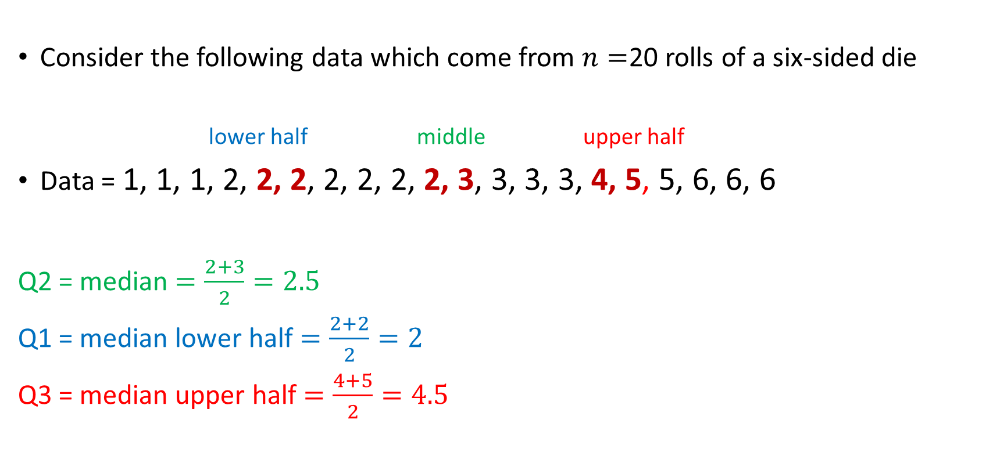 • Consider the following data which come from n =20 rolls of a six-sided die
lower half middle upper half
• Data = 1, 1, 1, 2, 2, 2, 2, 2, 2, 2, 3, 3, 3, 3, 4, 5, 5, 6, 6, 6
Q2 = median = (2+3)/2 = 2.5
Q1 = median lower half = (2+2)/2 = 2
Q3 = median upper half = (4+5)/2 = 4.5